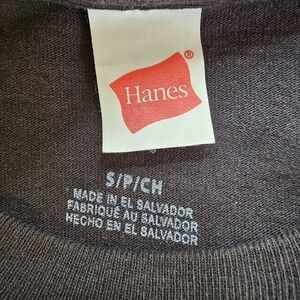 Hanes®
S/P/CH
MADE IN EL SALVADOR
FABRIQUÉ AU SALVADOR
HECHO EN EL SALVADOR